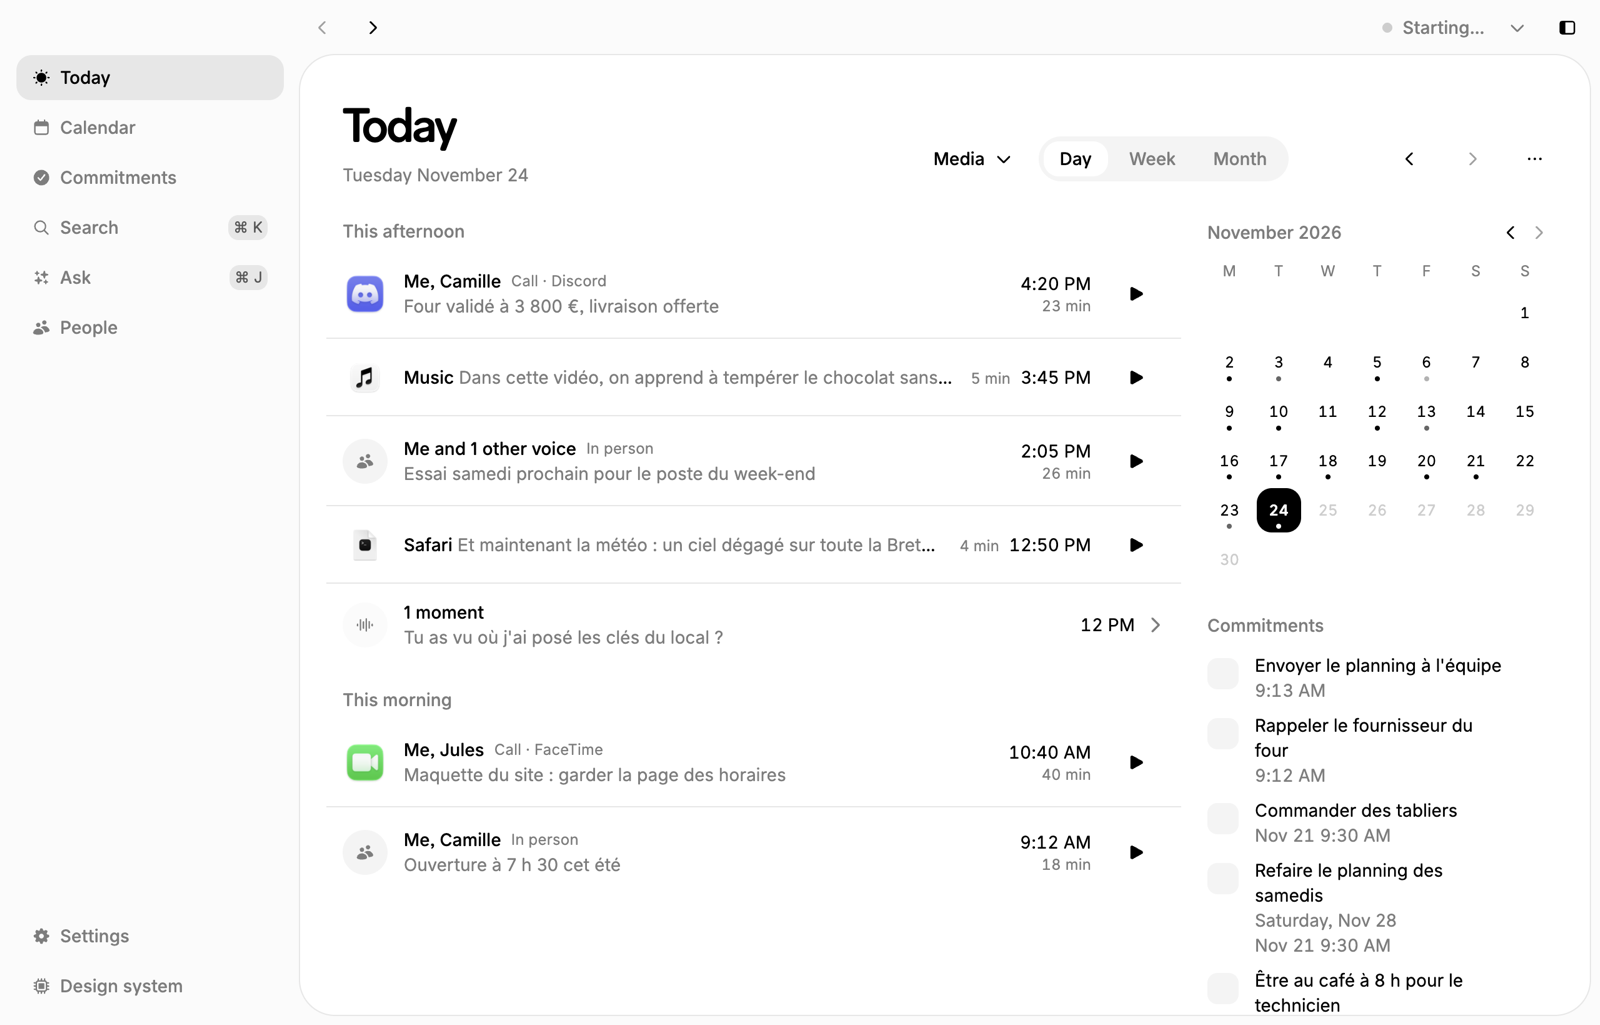 Starting...
Today
Calendar
Commitments
Search ⌘ K
Ask ⌘ J
People
Settings
Design system
Today
Tuesday November 24
Media
Day Week Month
This afternoon
Me, Camille Call · Discord
Four validé à 3 800 €, livraison offerte
4:20 PM
23 min
Music Dans cette vidéo, on apprend à tempérer le chocolat sans... 5 min 3:45 PM
Me and 1 other voice In person
Essai samedi prochain pour le poste du week-end
2:05 PM
26 min
Safari Et maintenant la météo : un ciel dégagé sur toute la Bret... 4 min 12:50 PM
1 moment
Tu as vu où j'ai posé les clés du local ?
12 PM
This morning
Me, Jules Call · FaceTime
Maquette du site : garder la page des horaires
10:40 AM
40 min
Me, Camille In person
Ouverture à 7 h 30 cet été
9:12 AM
18 min
November 2026
M T W T F S S
1
2 3 4 5 6 7 8
9 10 11 12 13 14 15
16 17 18 19 20 21 22
23 24 25 26 27 28 29
30
Commitments
Envoyer le planning à l'équipe
9:13 AM
Rappeler le fournisseur du
four
9:12 AM
Commander des tabliers
Nov 21 9:30 AM
Refaire le planning des
samedis
Saturday, Nov 28
Nov 21 9:30 AM
Être au café à 8 h pour le
technicien